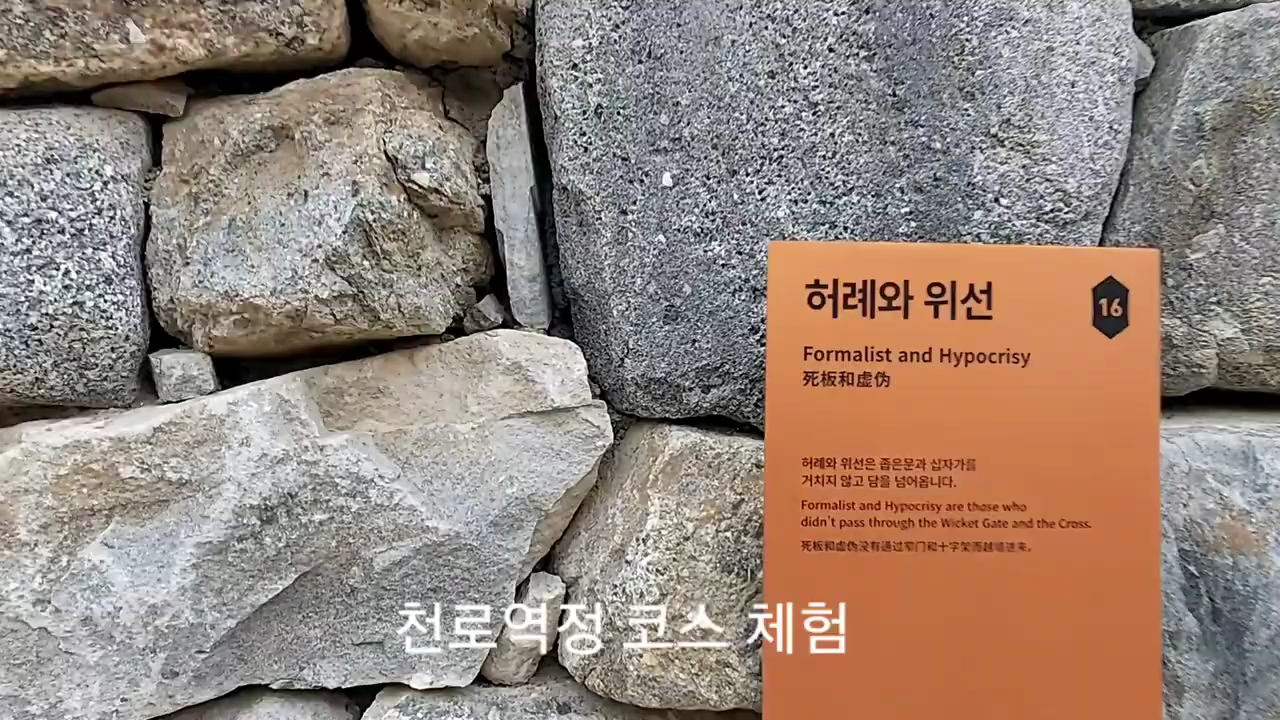 허례와 위선
16
Formalist and Hypocrisy
死板和虚伪
허례와 위선은 좁은문과 십자가를
거치지 않고 담을 넘어옵니다.
Formalist and Hypocrisy are those who
didn't pass through the Wicket Gate and the Cross.
死板和虚伪没有通过窄门和十字架而越墙进来。
천로역정 코스 체험